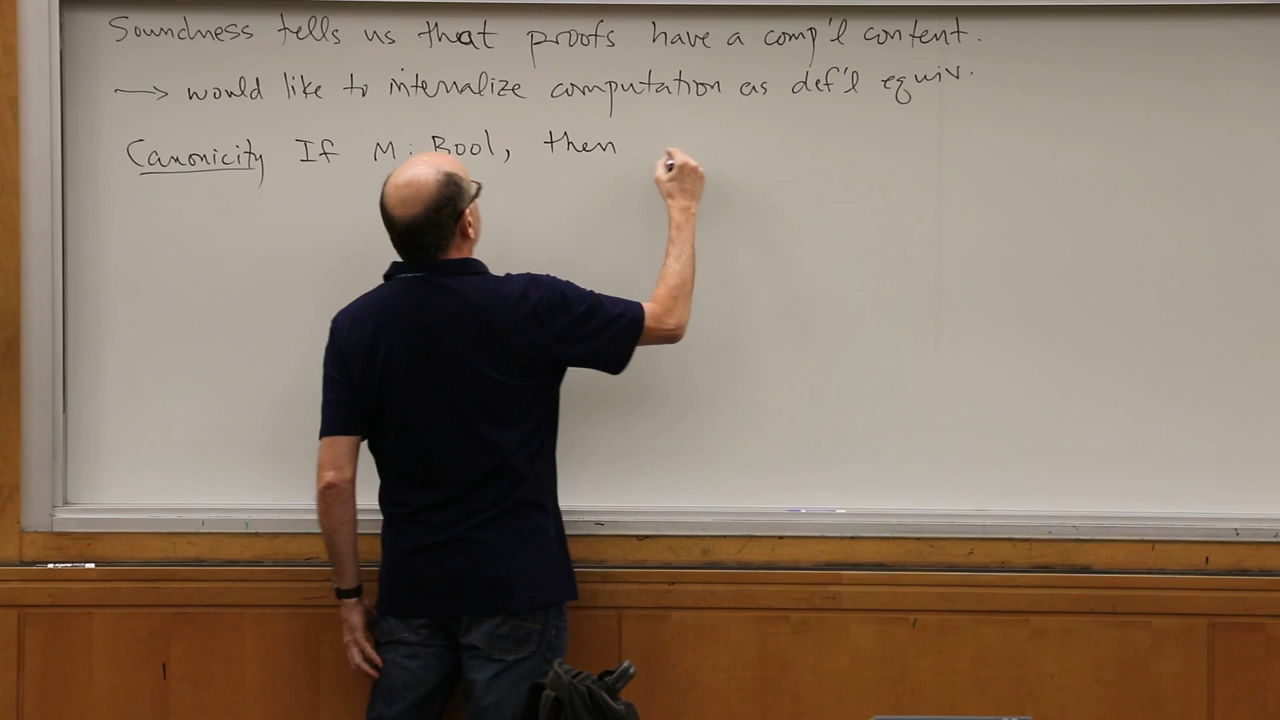 Soundness tells us that proofs have a comp'l content.
→ would like to internalize computation as def'l equiv.
Canonicity If M : Bool, then